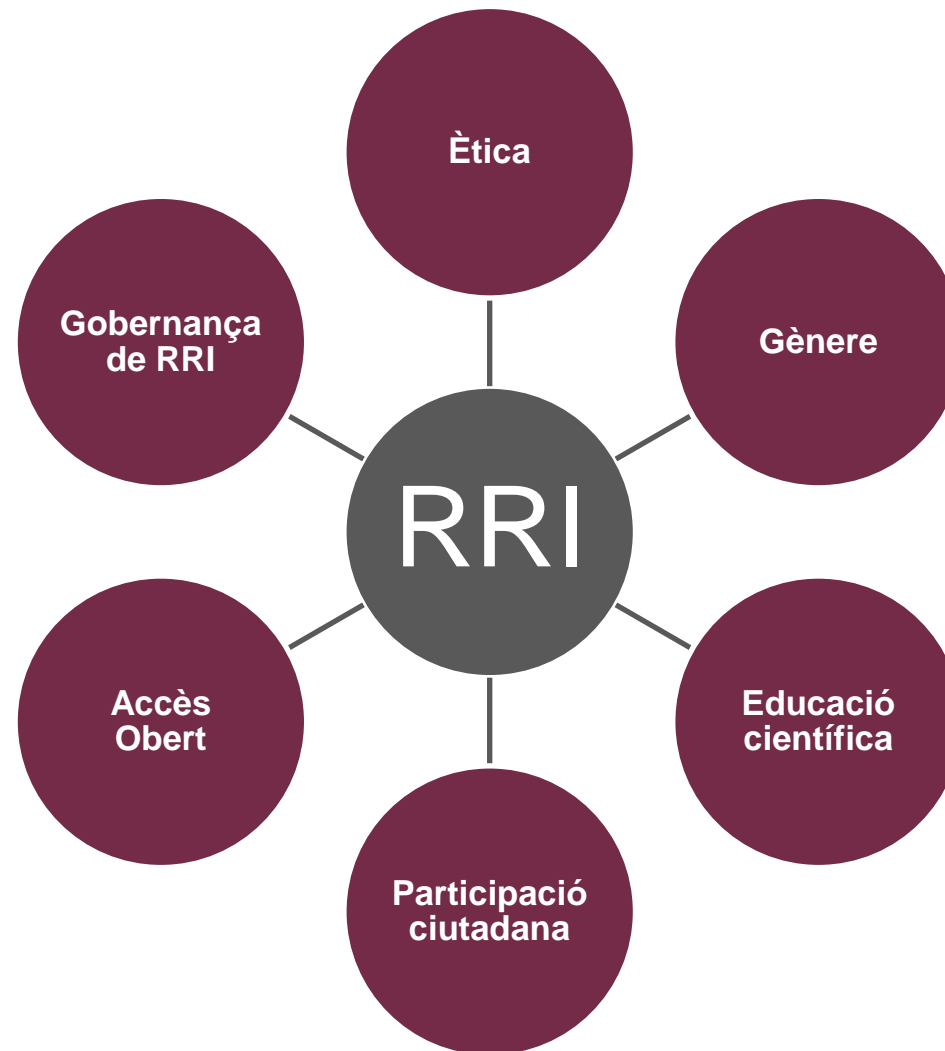 Ètica
Gobernança
de RRI
Gènere
RRI
Accès
Obert
Educació
científica
Participació
ciutadana